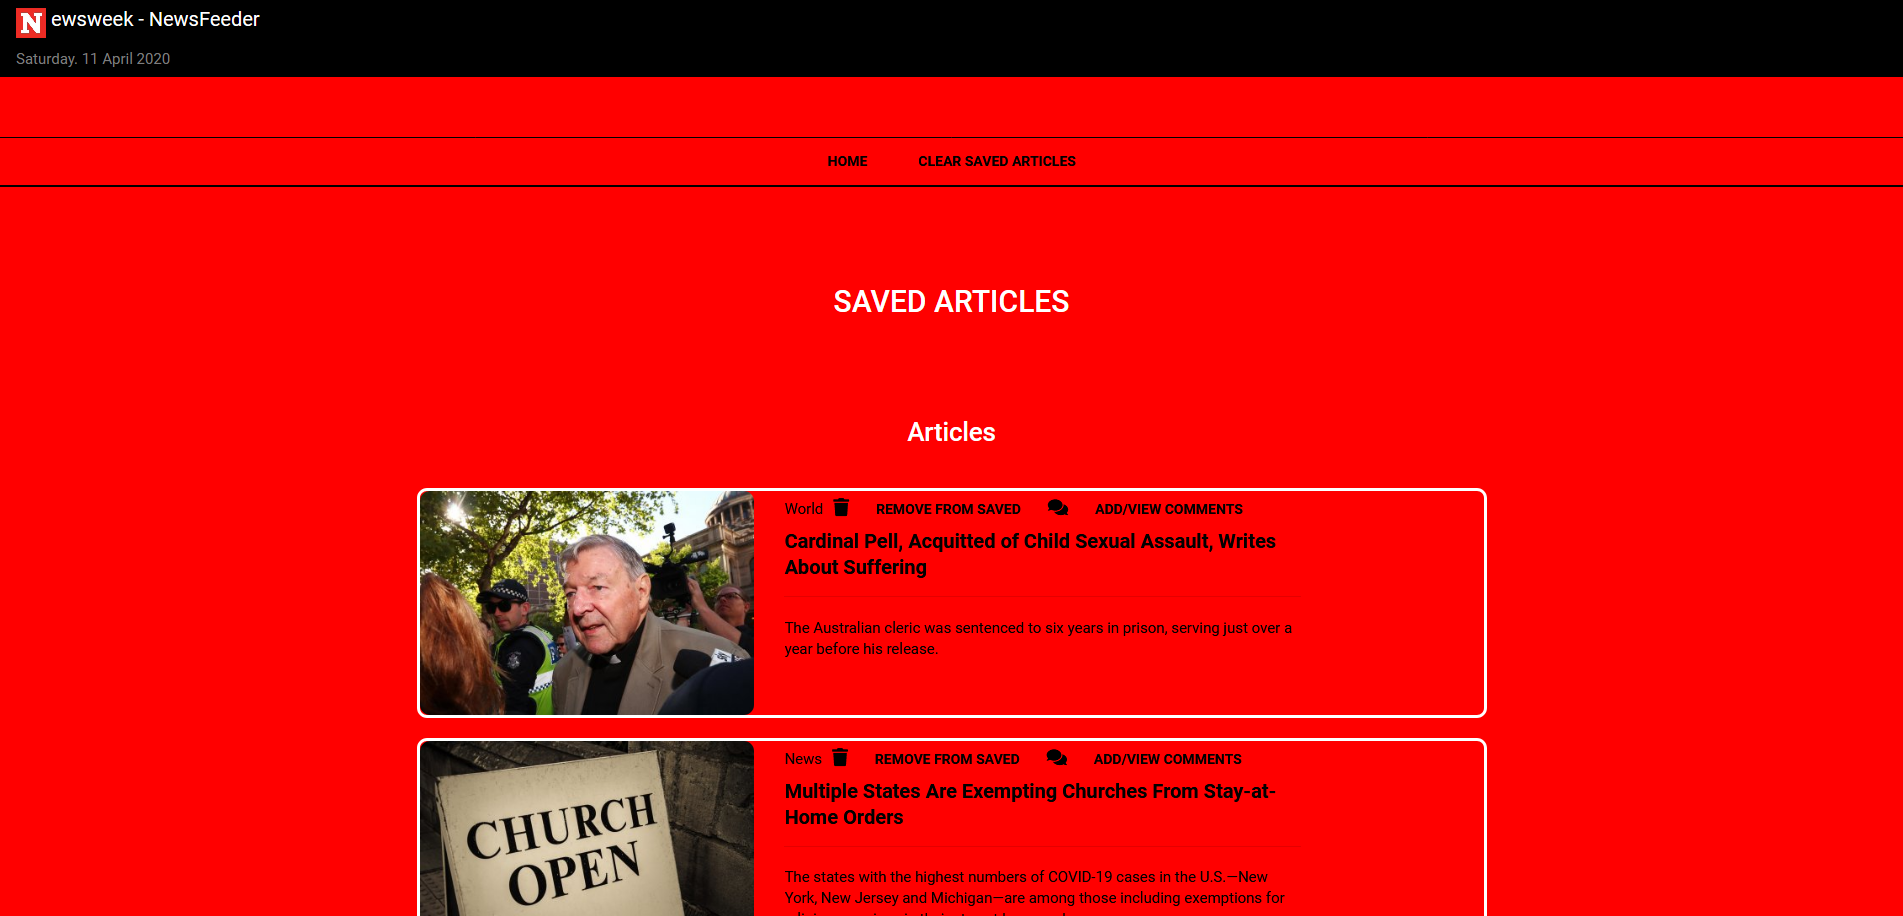 N ewsweek - NewsFeeder
Saturday. 11 April 2020
HOME CLEAR SAVED ARTICLES
SAVED ARTICLES
Articles
World REMOVE FROM SAVED ADD/VIEW COMMENTS
Cardinal Pell, Acquitted of Child Sexual Assault, Writes
About Suffering
The Australian cleric was sentenced to six years in prison, serving just over a
year before his release.
CHURCH
OPEN
News REMOVE FROM SAVED ADD/VIEW COMMENTS
Multiple States Are Exempting Churches From Stay-at-
Home Orders
The states with the highest numbers of COVID-19 cases in the U.S.—New
York, New Jersey and Michigan—are among those including exemptions for